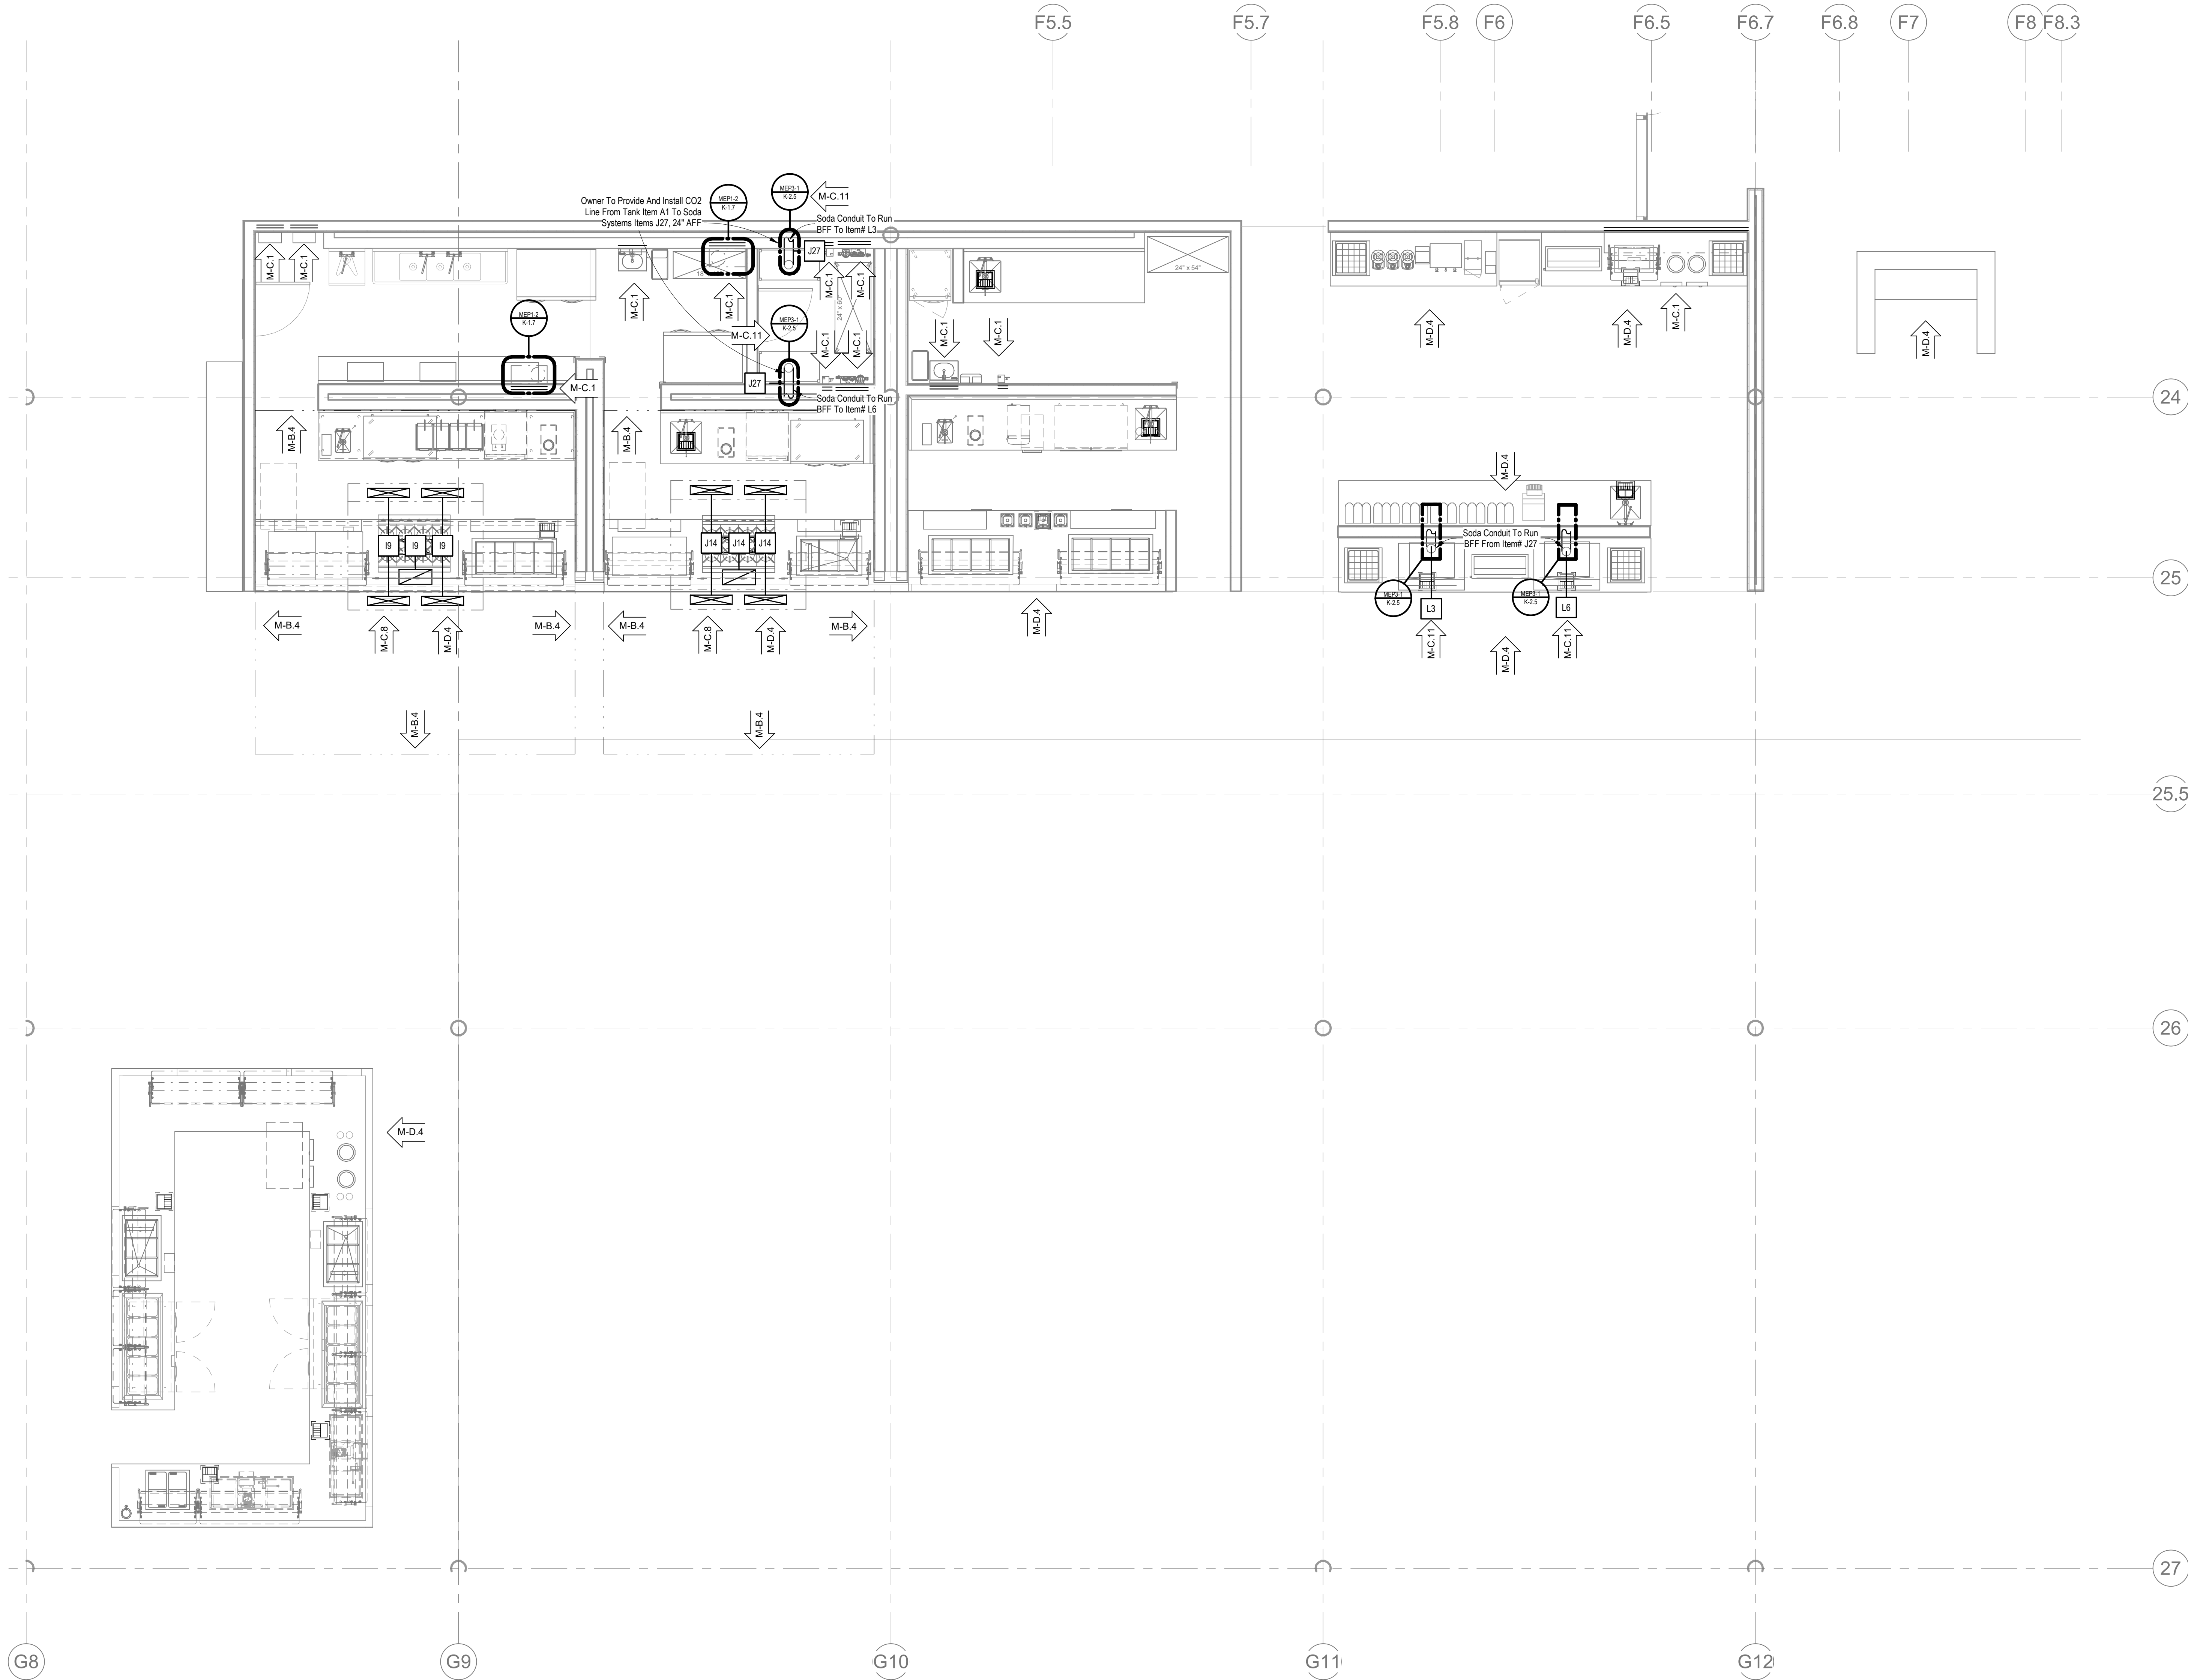 F5.5
F5.7
F5.8
F6
F6.5
F6.7
F6.8
F7
F8
F8.3
Owner To Provide And Install CO2
Line From Tank Item A1 To Soda
Systems Items J27, 24" AFF
MEP1-2
K-1.7
MEP3-1
K-2.5
M-C.11
Soda Conduit To Run
BFF To Item# L3
J27
M-C.1
M-C.1
M-C.1
M-C.1
M-C.1
M-C.1
24" x 60"
24" x 54"
MEP1-2
K-1.7
M-C.1
MEP3-1
K-2.5
M-C.11
M-C.1
M-C.1
M-C.1
M-C.1
J27
Soda Conduit To Run
BFF To Item# L6
M-D.4
M-D.4
M-C.1
M-D.4
24
M-B.4
M-B.4
M-D.4
I9
I9
I9
J14
J14
J14
Soda Conduit To Run
BFF From Item# J27
25
MEP3-1
K-2.5
L3
MEP3-1
K-2.5
L6
M-B.4
M-C.8
M-D.4
M-B.4
M-B.4
M-C.8
M-D.4
M-B.4
M-D.4
M-C.11
M-D.4
M-C.11
M-B.4
M-B.4
25.5
26
M-D.4
27
G8
G9
G10
G11
G12